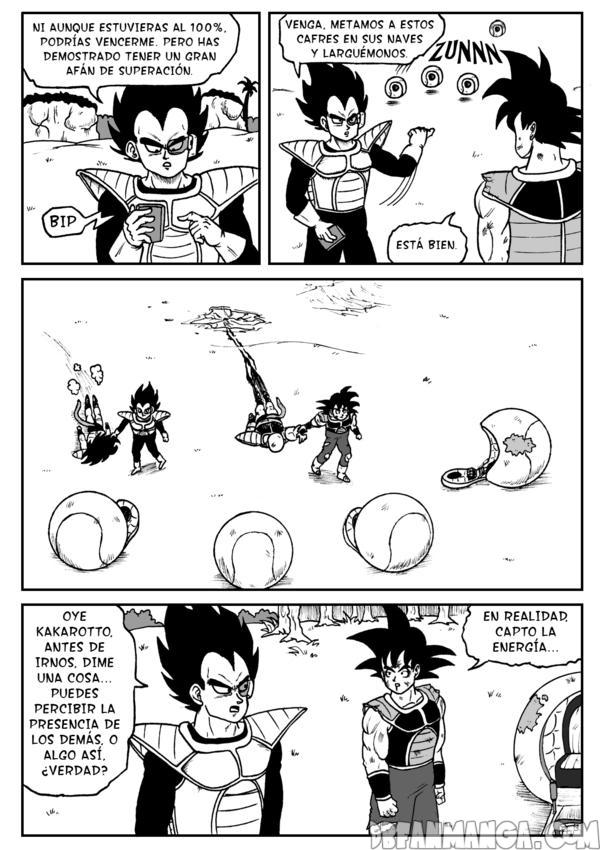 NI AUNQUE ESTUVIERAS AL 100%,
PODRÍAS VENCERME. PERO HAS
DEMOSTRADO TENER UN GRAN
AFÁN DE SUPERACIÓN.
BIP
VENGA, METAMOS A ESTOS
CAFRES EN SUS NAVES
Y LARGUÉMONOS.
ZUNNN
ESTÁ BIEN.
OYE
KAKAROTTO,
ANTES DE
IRNOS, DIME
UNA COSA...
PUEDES
PERCIBIR LA
PRESENCIA DE
LOS DEMÁS, O
ALGO ASÍ,
¿VERDAD?
EN REALIDAD,
CAPTO LA
ENERGÍA...
DBFANMANGA.COM